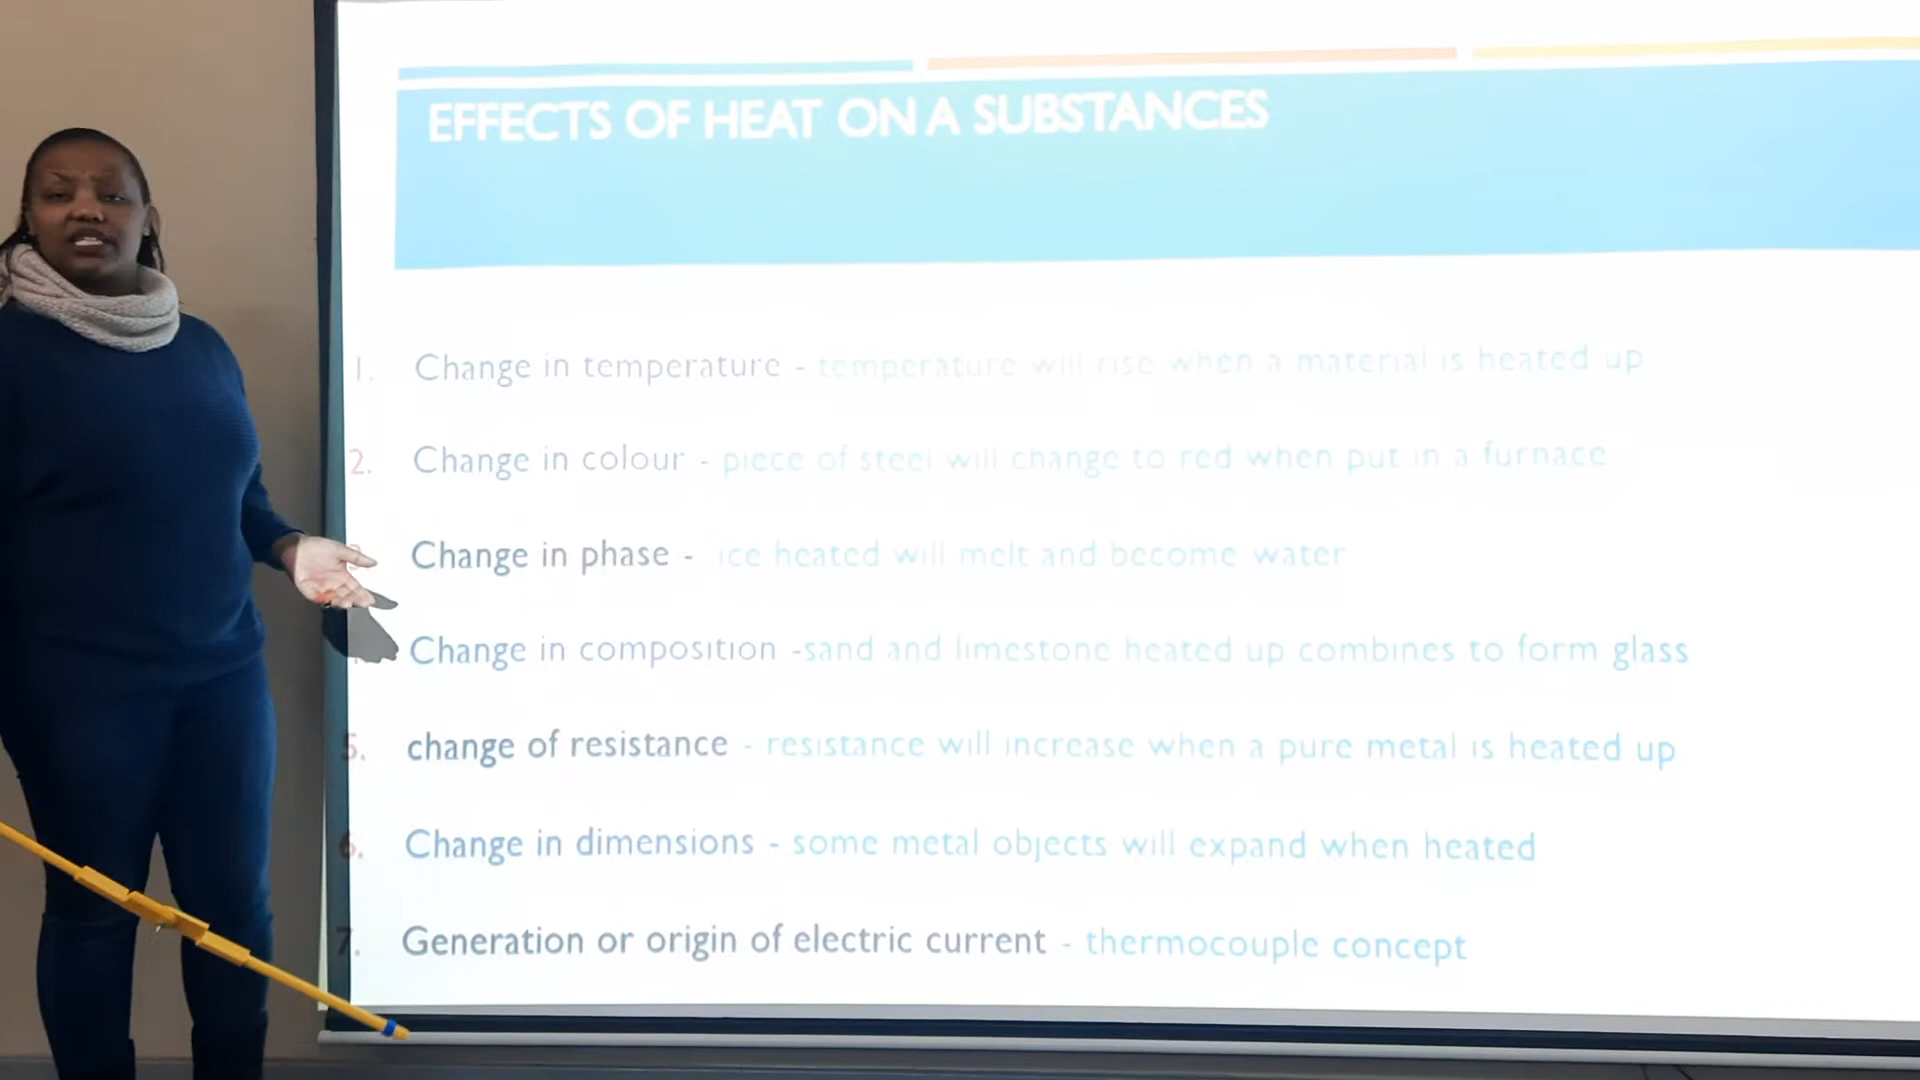 EFFECTS OF HEAT ON A SUBSTANCES
1. Change in temperature - temperature will rise when a material is heated up
2. Change in colour - piece of steel will change to red when put in a furnace
3. Change in phase - ice heated will melt and become water
Change in composition -sand and limestone heated up combines to form glass
5. change of resistance - resistance will increase when a pure metal is heated up
6. Change in dimensions - some metal objects will expand when heated
7. Generation or origin of electric current - thermocouple concept